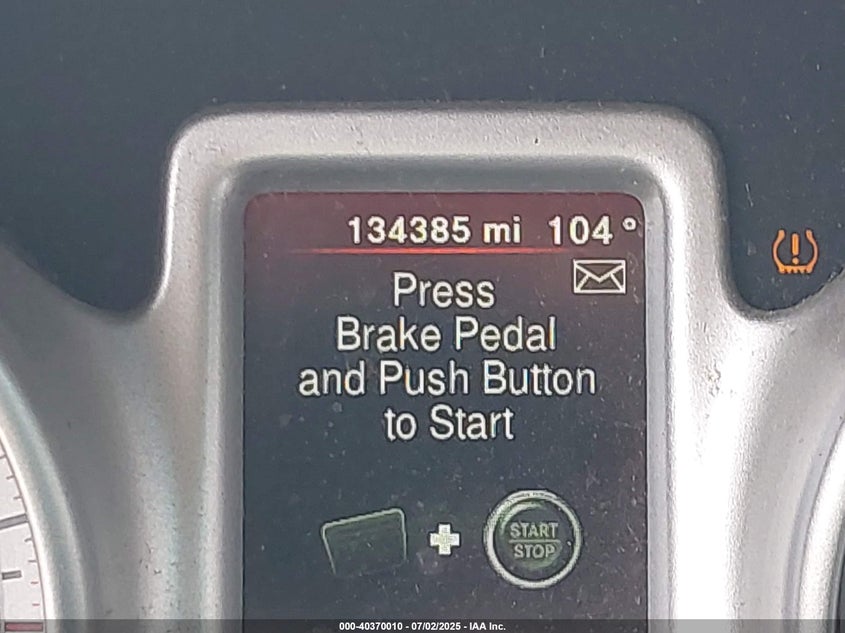 134385 mi 104°
Press
Brake Pedal
and Push Button
to Start
START
STOP
000-40370010 - 07/02/2025 - IAA Inc.